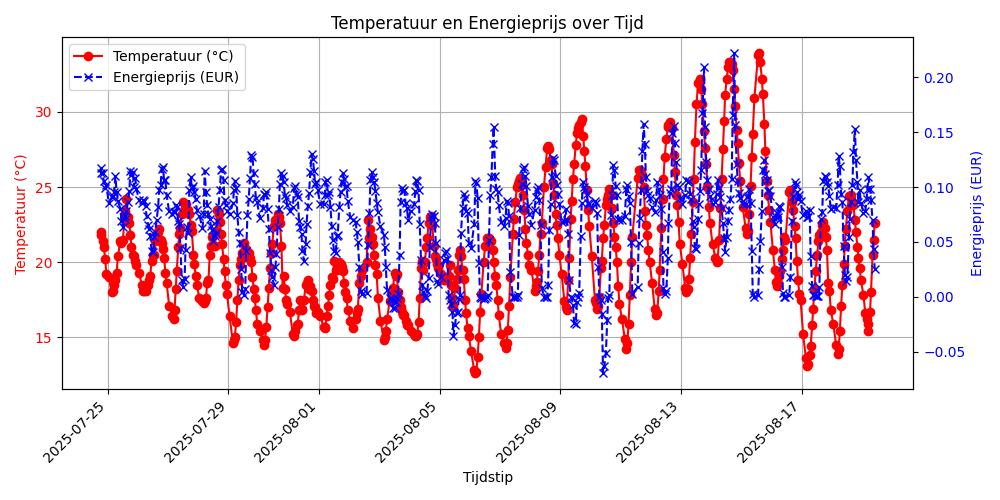 Temperatuur en Energieprijs over Tijd
Temperatuur (°C)
Energieprijs (EUR)
Temperatuur (°C)
30
25
20
15
0.20
0.15
0.10
0.05
0.00
−0.05
Energieprijs (EUR)
2025-07-25
2025-07-29
2025-08-01
2025-08-05
2025-08-09
2025-08-13
2025-08-17
Tijdstip